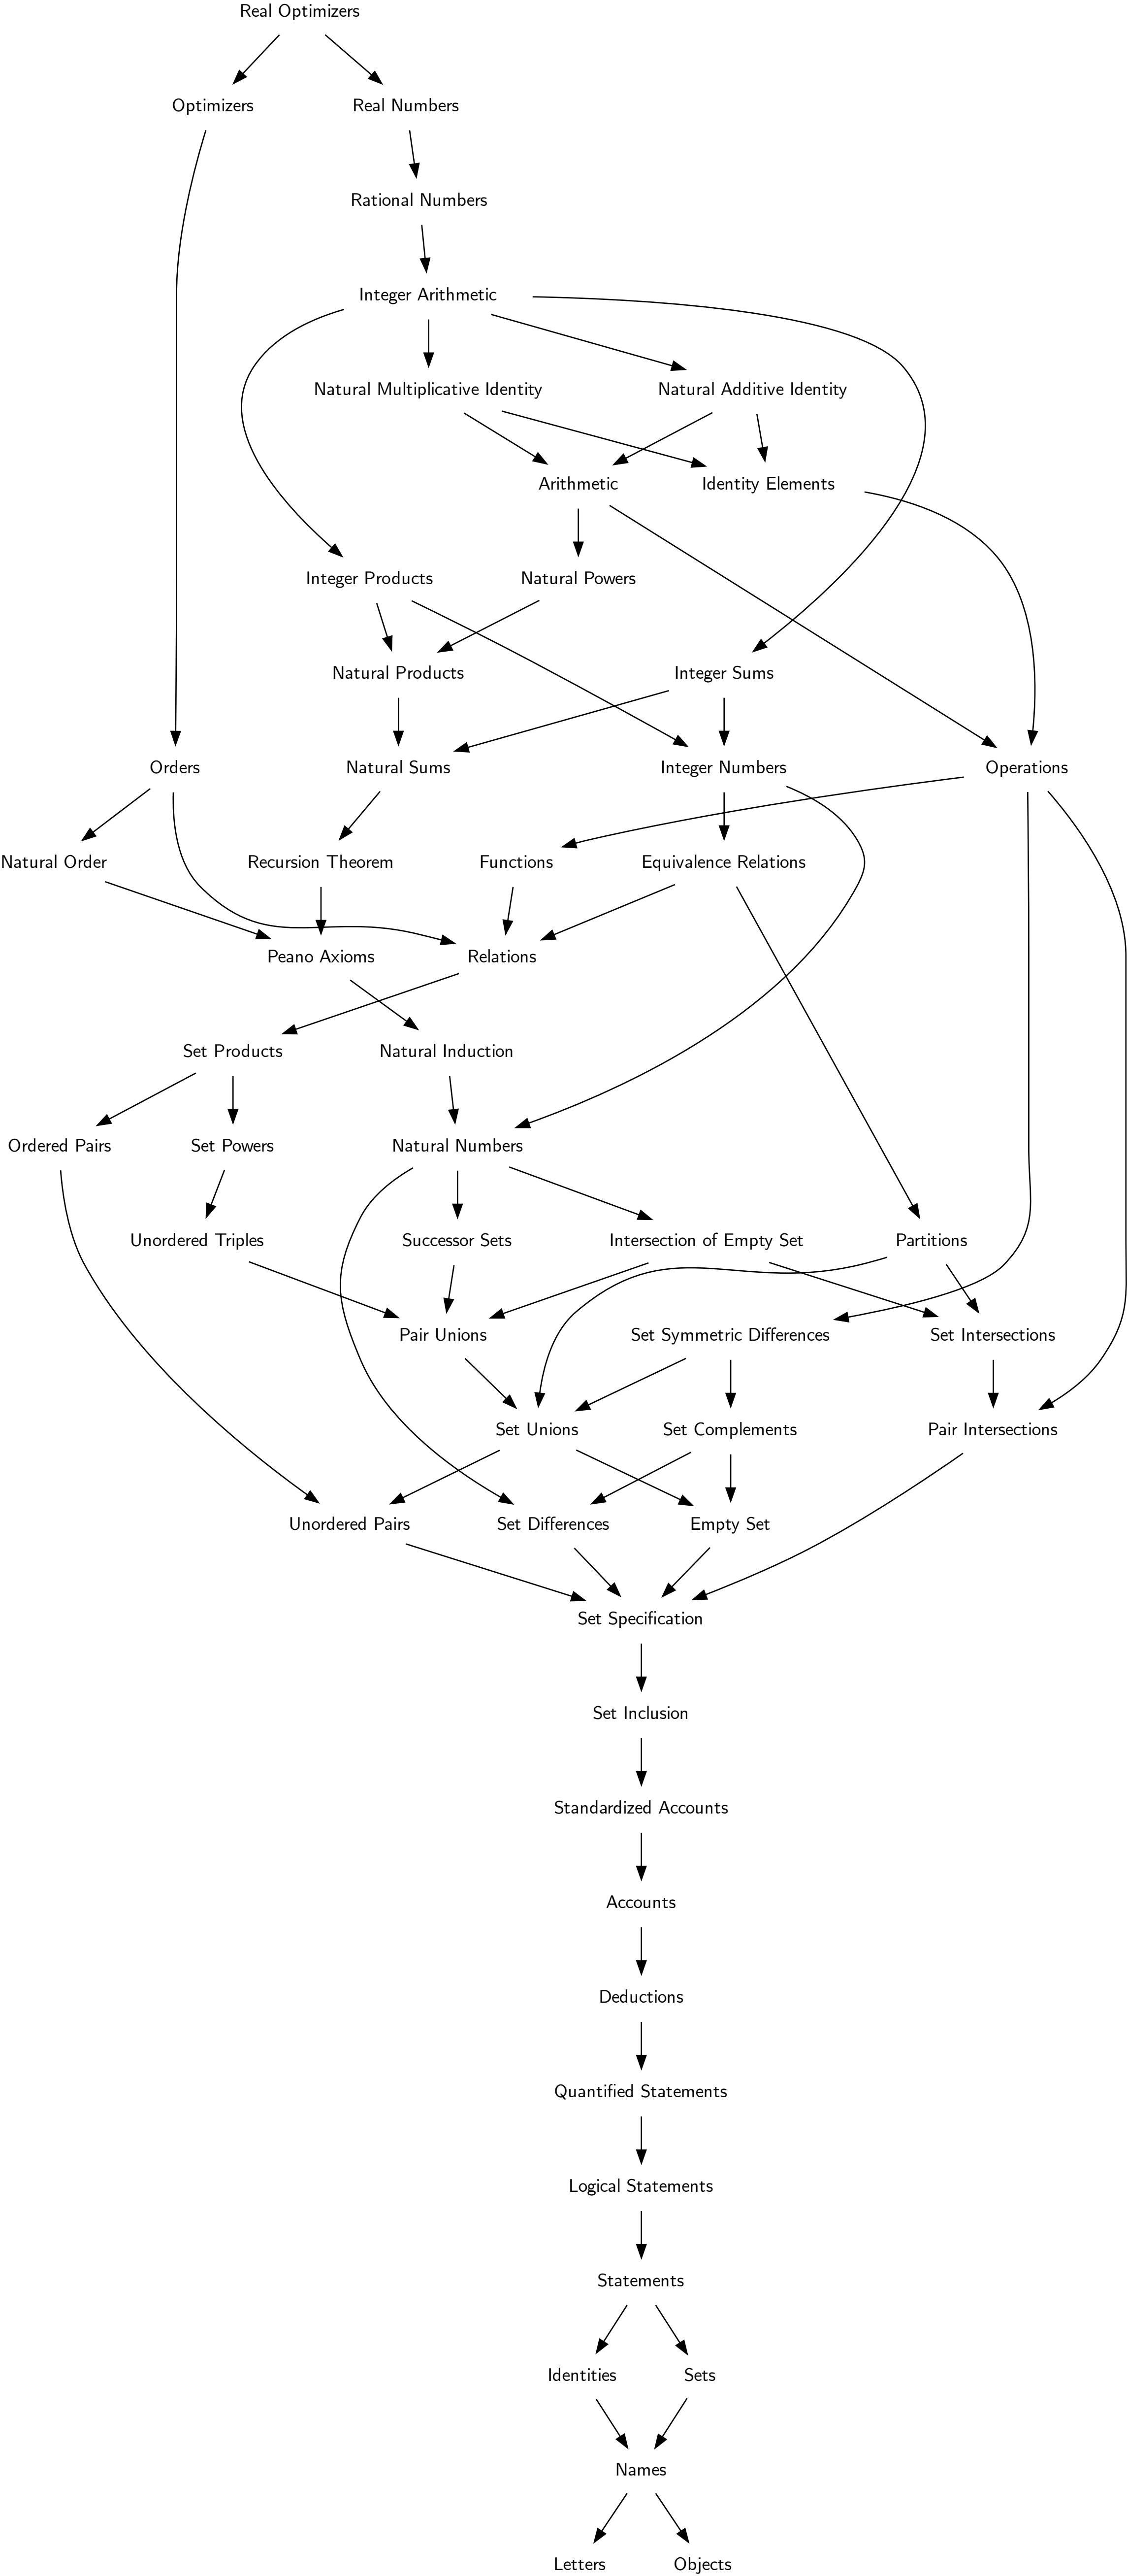 Real Optimizers
Optimizers
Real Numbers
Rational Numbers
Integer Arithmetic
Natural Multiplicative Identity
Natural Additive Identity
Arithmetic
Identity Elements
Integer Products
Natural Powers
Natural Products
Integer Sums
Orders
Natural Sums
Integer Numbers
Operations
Natural Order
Recursion Theorem
Functions
Equivalence Relations
Peano Axioms
Relations
Set Products
Natural Induction
Ordered Pairs
Set Powers
Natural Numbers
Unordered Triples
Successor Sets
Intersection of Empty Set
Partitions
Pair Unions
Set Symmetric Differences
Set Intersections
Set Unions
Set Complements
Pair Intersections
Unordered Pairs
Set Differences
Empty Set
Set Specification
Set Inclusion
Standardized Accounts
Accounts
Deductions
Quantified Statements
Logical Statements
Statements
Identities
Sets
Names
Letters
Objects